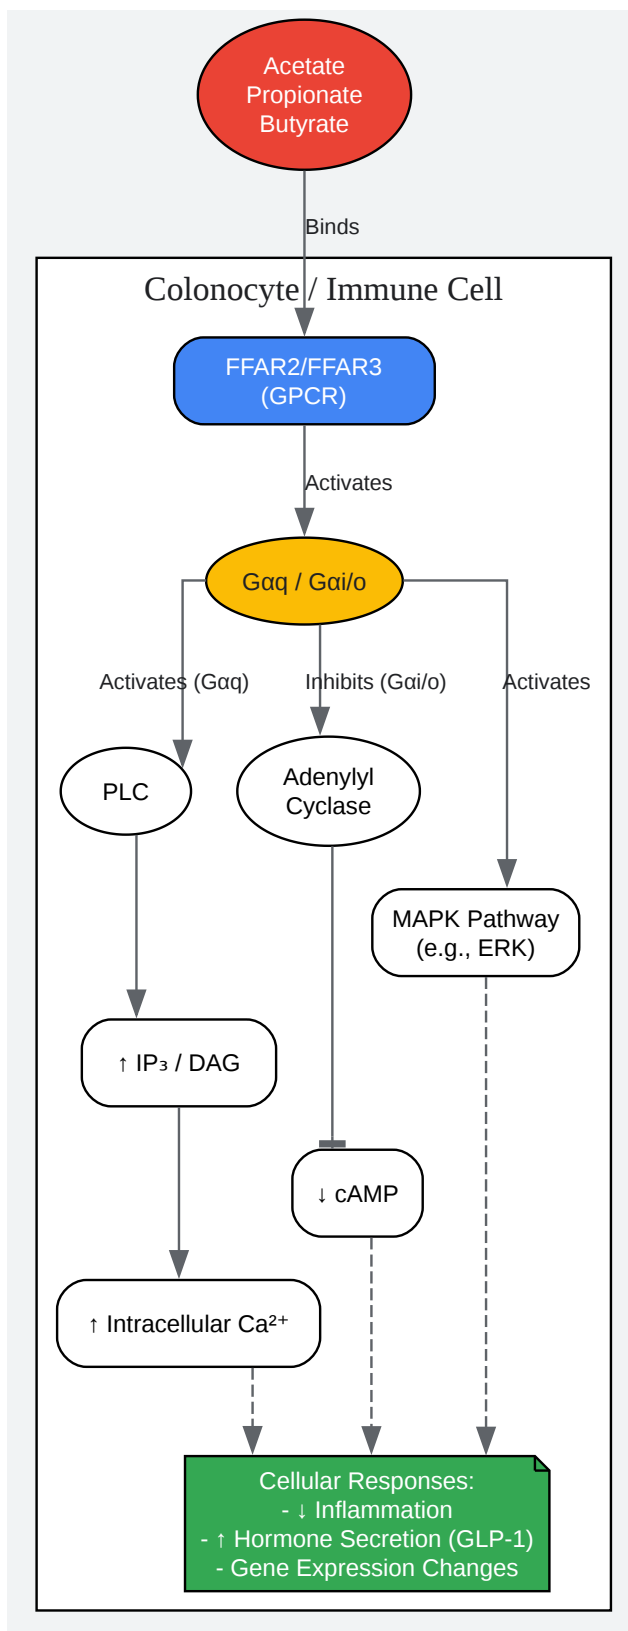 Acetate
Propionate
Butyrate
Binds
Colonocyte / Immune Cell
FFAR2/FFAR3
(GPCR)
Activates
Gαq / Gαi/o
Activates (Gαq)
Inhibits (Gαi/o)
Activates
PLC
Adenylyl
Cyclase
MAPK Pathway
(e.g., ERK)
↑ IP₃ / DAG
↓ cAMP
↑ Intracellular Ca²⁺
Cellular Responses:
- ↓ Inflammation
- ↑ Hormone Secretion (GLP-1)
- Gene Expression Changes